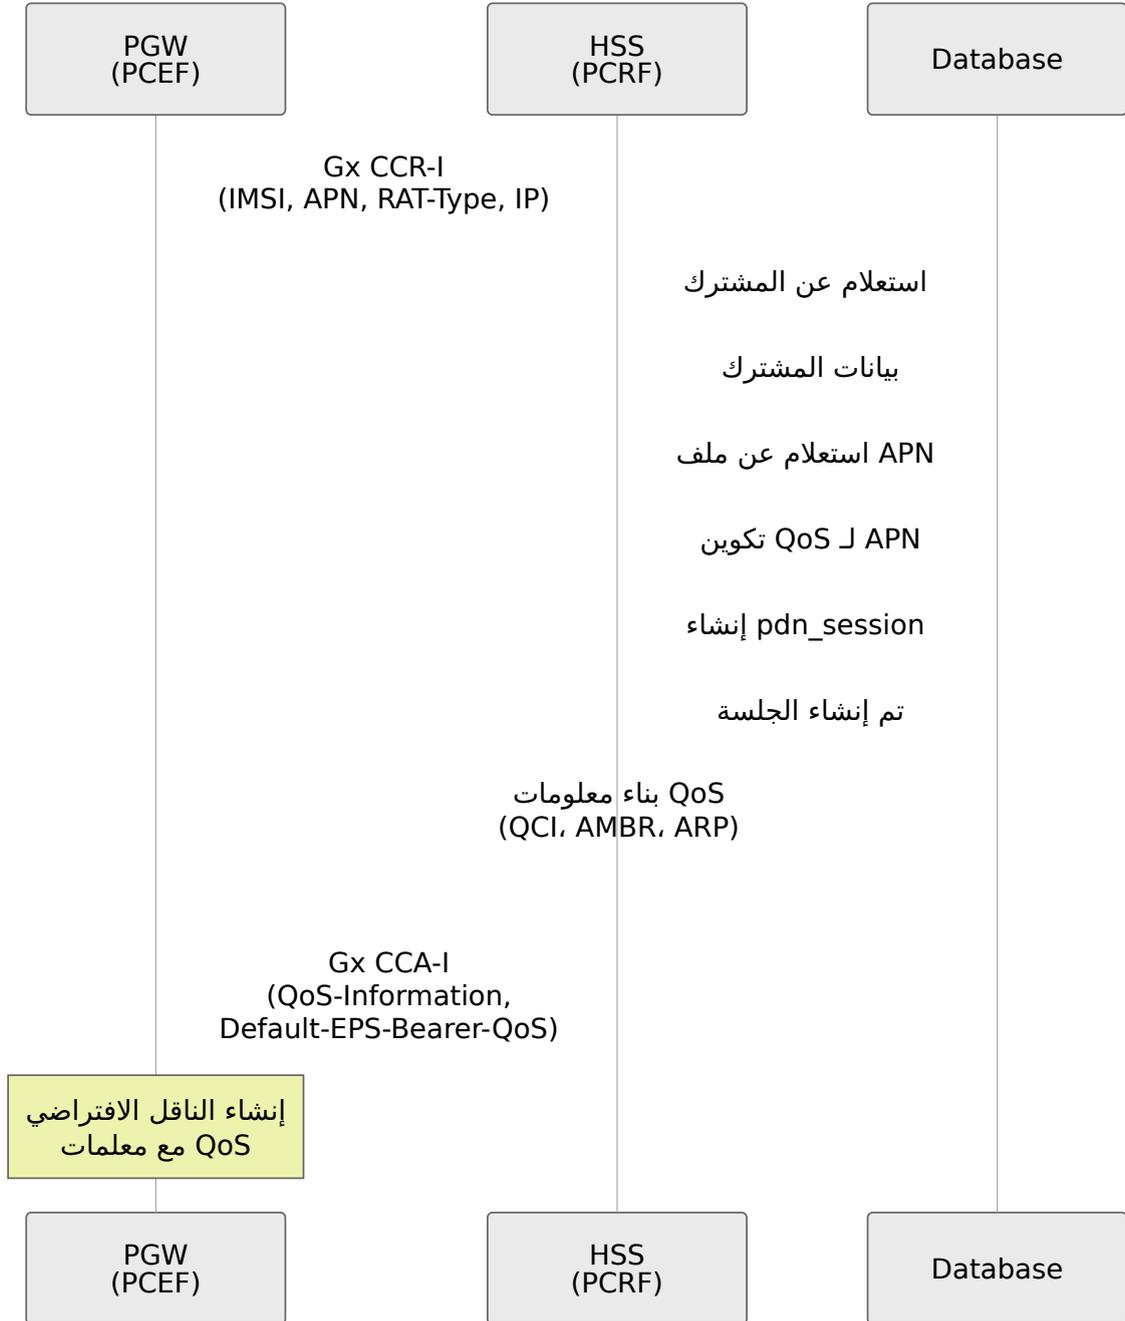 PGW
(PCEF)
HSS
(PCRF)
Database
Gx CCR-I
(IMSI, APN, RAT-Type, IP)
استعلام عن المشترك
بيانات المشترك
استعلام عن ملف APN
تكوين QoS لـ APN
إنشاء pdn_session
تم إنشاء الجلسة
بناء معلومات QoS
(QCI، AMBR، ARP)
Gx CCA-I
(QoS-Information,
Default-EPS-Bearer-QoS)
إنشاء الناقل الافتراضي
مع معلمات QoS
PGW
(PCEF)
HSS
(PCRF)
Database